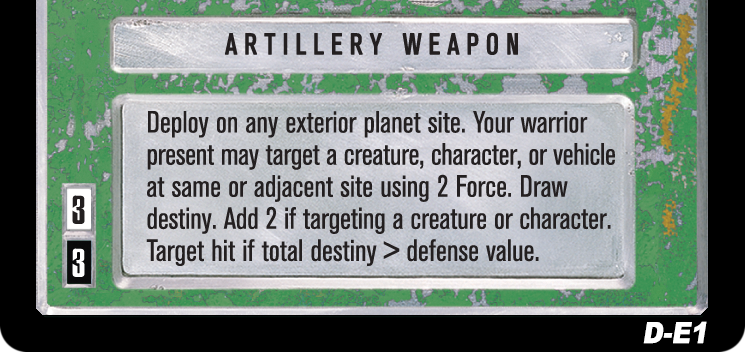 ARTILLERY WEAPON
Deploy on any exterior planet site. Your warrior
present may target a creature, character, or vehicle
at same or adjacent site using 2 Force. Draw
destiny. Add 2 if targeting a creature or character.
Target hit if total destiny > defense value.
3
3
D-E1